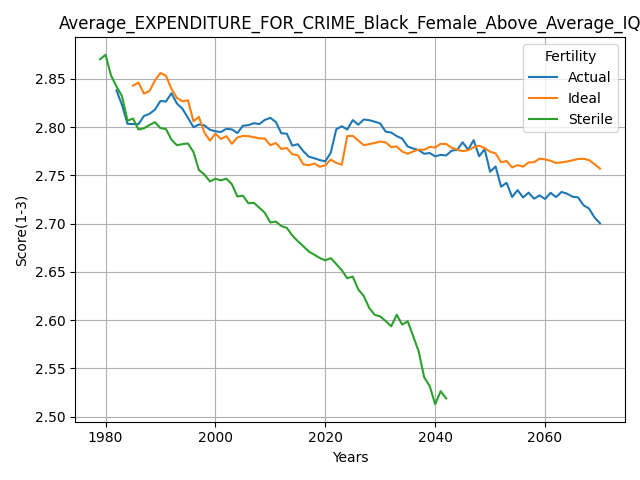 Average_EXPENDITURE_FOR_CRIME_Black_Female_Above_Average_IQ
Fertility
Actual
Ideal
Sterile
Score(1-3)
2.85
2.80
2.75
2.70
2.65
2.60
2.55
2.50
1980 2000 2020 2040 2060
Years